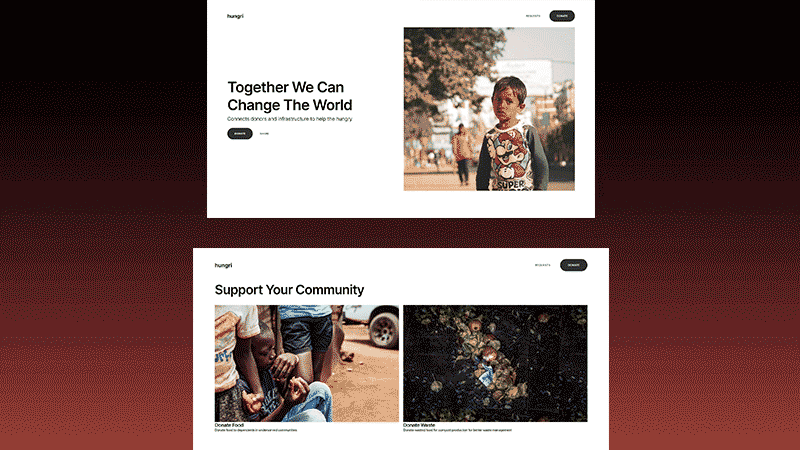 hungri
REQUESTS
DONATE
Together We Can
Change The World
Connects donors and infrastructure to help the hungry.
DONATE
SUPER
hungri
REQUESTS
DONATE
Support Your Community
Donate Food
Donate food to dependents in widened red communities
Donate Waste
Donate wasted food for compost production for better waste management